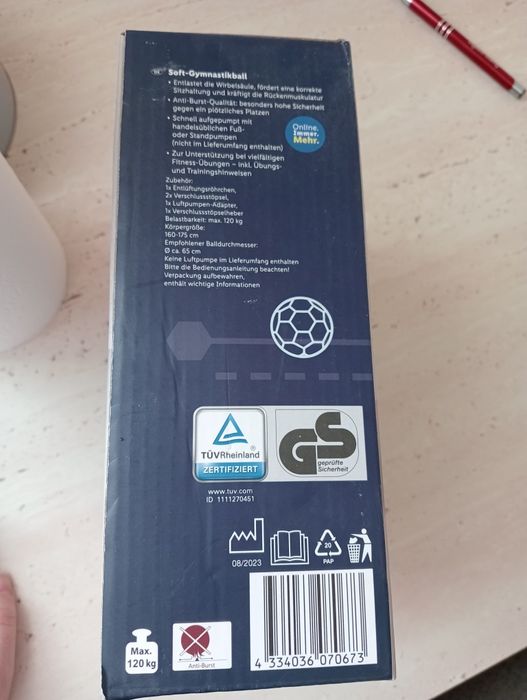 Soft-Gymnastikball
• Entlastet die Wirbelsäule, fördert eine korrekte
Sitzhaltung und kräftigt die Rückenmuskulatur
• Anti-Burst-Qualität: besonders hohe Sicherheit
gegen ein plötzliches Platzen
• Schnell aufgepumpt mit
handelsüblichen Fuß-
oder Standpumpen
(nicht im Lieferumfang enthalten)
• Zur Unterstützung bei vielfältigen
Fitness-Übungen – inkl. Übungs-
und Trainingshinweisen
Online.
Immer.
Mehr.
Zubehör:
1x Entlüftungsröhrchen,
2x Verschlussstöpsel,
1x Luftpumpen-Adapter,
1x Verschlussstöpselheber
Belastbarkeit: max. 120 kg
Körpergröße:
160-175 cm
Empfohlener Balldurchmesser:
Ø ca. 65 cm
Keine Luftpumpe im Lieferumfang enthalten
Bitte die Bedienungsanleitung beachten!
Verpackung aufbewahren,
enthält wichtige Informationen
TÜVRheinland®
ZERTIFIZIERT
GS
geprüfte
Sicherheit
www.tuv.com
ID 1111270451
08/2023
20
PAP
Max.
120 kg
Anti-Burst
4 334036 070673